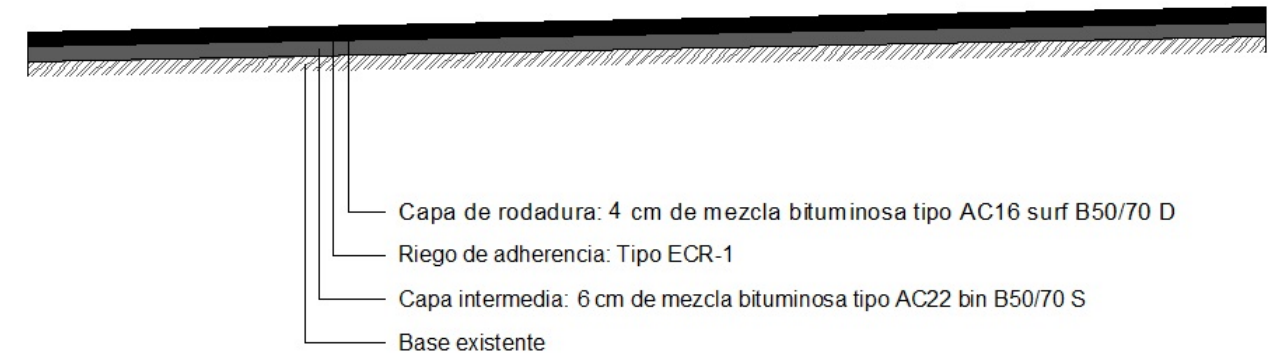 Capa de rodadura: 4 cm de mezcla bituminosa tipo AC16 surf B50/70 D
Riego de adherencia: Tipo ECR-1
Capa intermedia: 6 cm de mezcla bituminosa tipo AC22 bin B50/70 S
Base existente